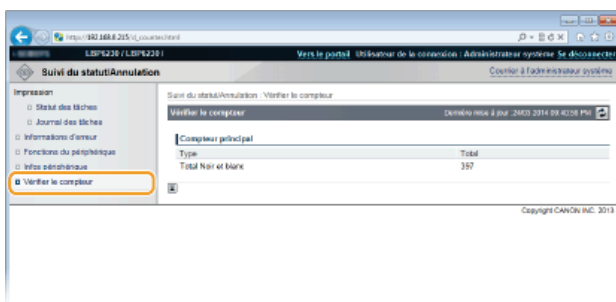 http://192.168.6.215/d_counter.html
LBP6230 / LBP6230 l
Vers le portail Utilisateur de la connexion : Administrateur système Se déconnecter
Suivi du statut/Annulation
Courrier à l'administrateur système
Impression
Statut des tâches
Journal des tâches
Informations d'erreur
Fonctions du périphérique
Infos périphérique
Vérifier le compteur
Suivi du statut/Annulation : Vérifier le compteur
Vérifier le compteur
Dernière mise à jour : 24/03 2014 09:43:50 PM
Compteur principal
Type Total
Total Noir et blanc 397
Copyright CANON INC. 2013